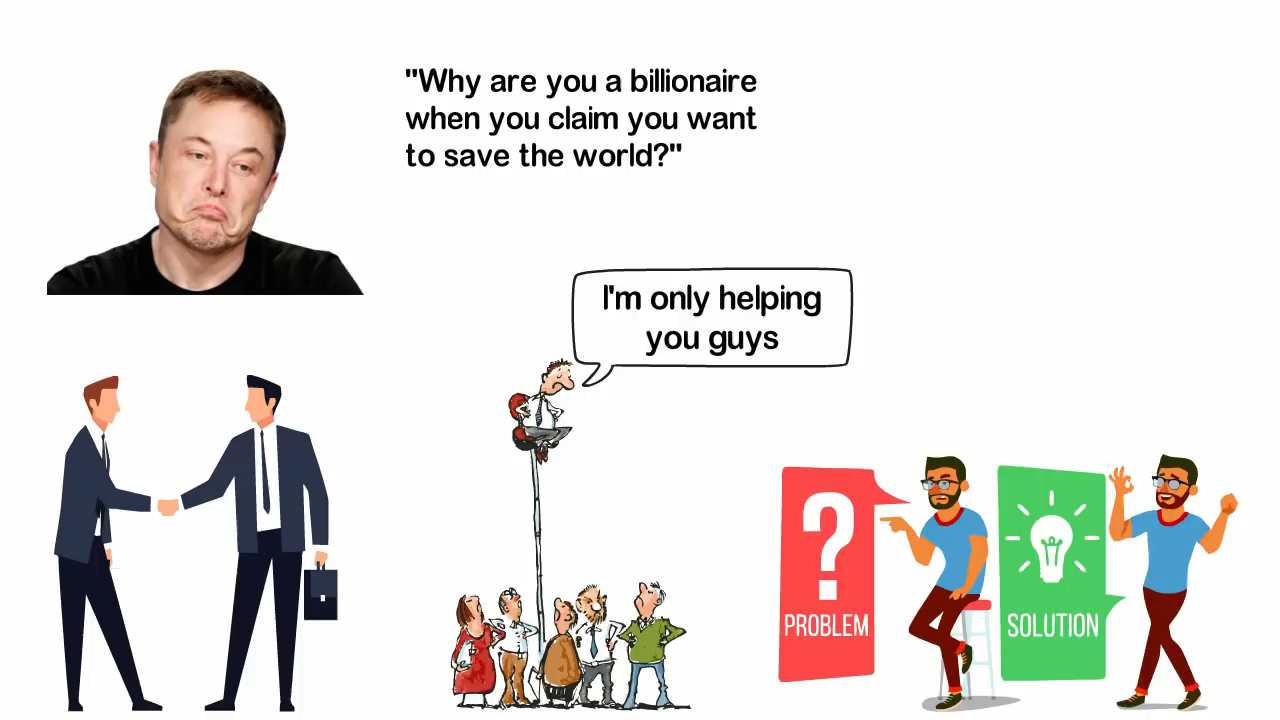 "Why are you a billionaire
when you claim you want
to save the world?"
I'm only helping
you guys
?
PROBLEM
SOLUTION